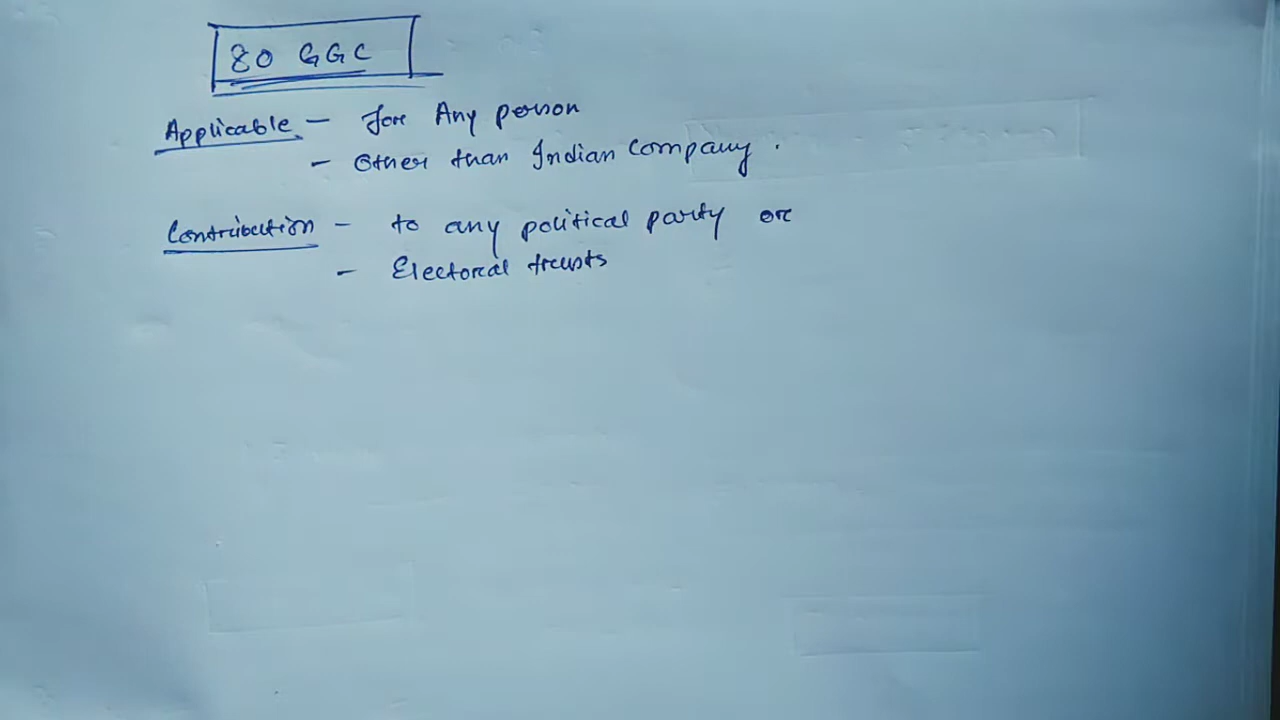 80 GGC
Applicable - for Any person
- Other than Indian Company.
Contribution - to any political party or
- Electoral trusts